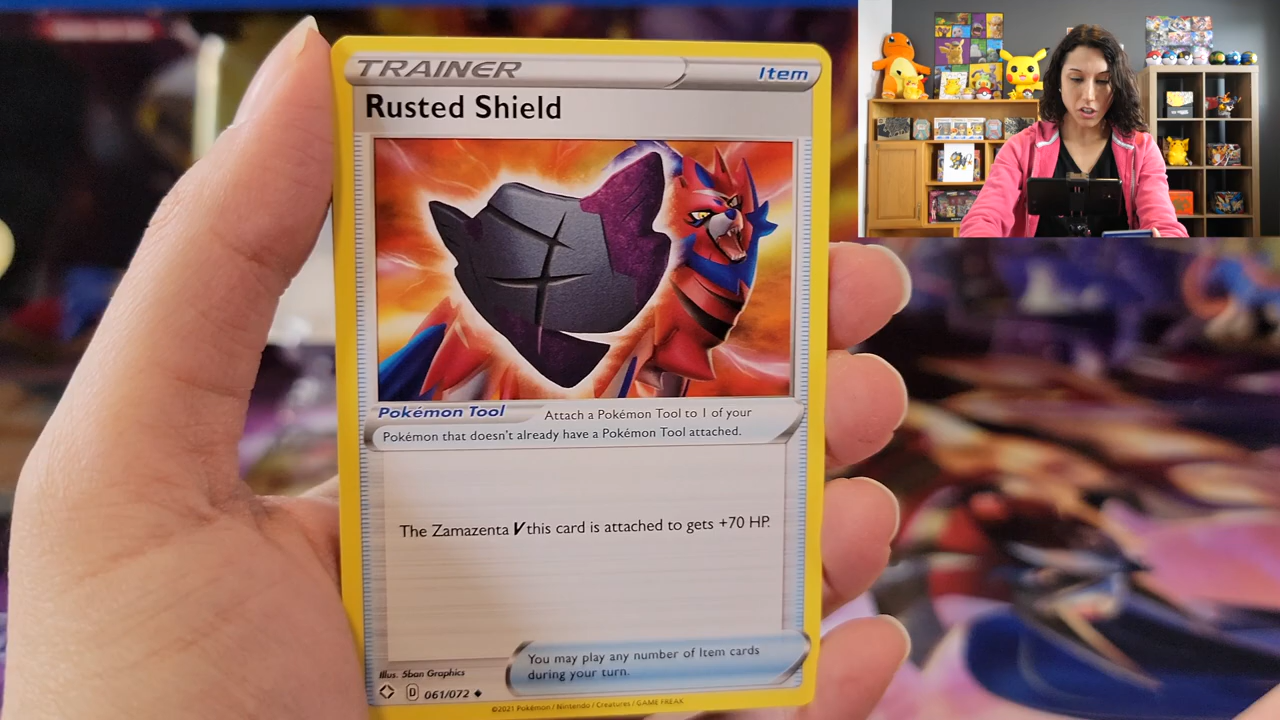 TRAINER
Item
Rusted Shield
Pokémon Tool
Attach a Pokémon Tool to 1 of your
Pokémon that doesn't already have a Pokémon Tool attached.
The Zamazenta V this card is attached to gets +70 HP.
You may play any number of Item cards
during your turn.
Illus. 5ban Graphics
D 061/072
©2021 Pokémon / Nintendo / Creatures / GAME FREAK